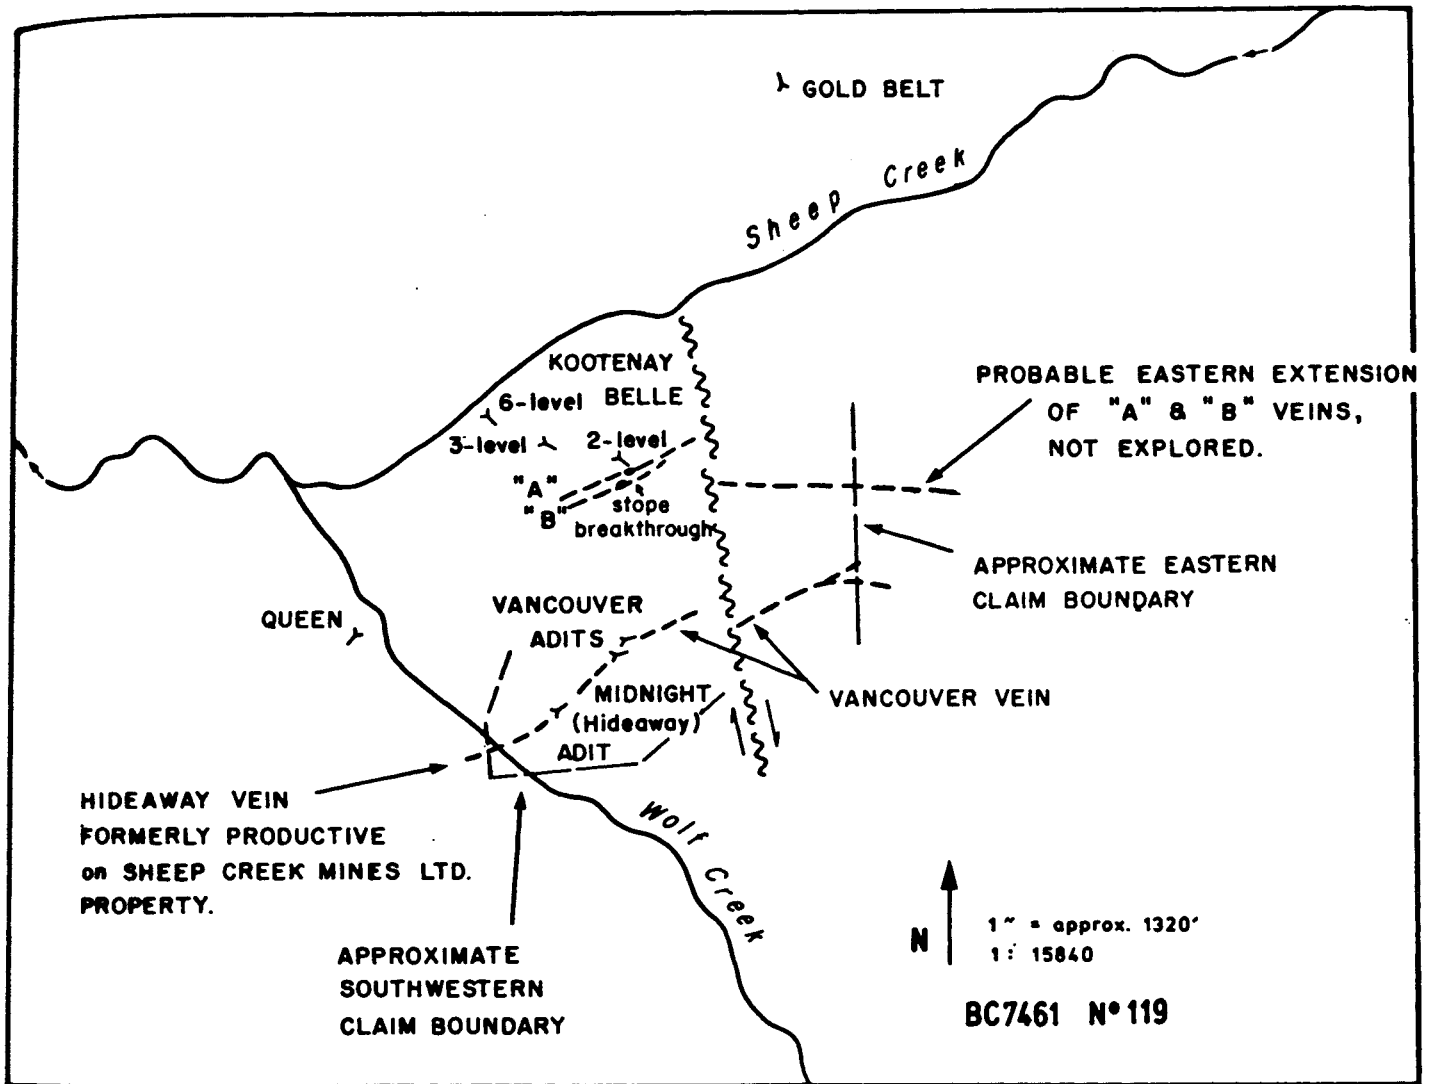 GOLD BELT
Sheep Creek
KOOTENAY
BELLE
6-level
3-level
2-level
"A"
"B"
stope
breakthrough
PROBABLE EASTERN EXTENSION
OF "A" & "B" VEINS,
NOT EXPLORED.
APPROXIMATE EASTERN
CLAIM BOUNDARY
QUEEN
VANCOUVER
ADITS
MIDNIGHT
(Hideaway)
ADIT
VANCOUVER VEIN
HIDEAWAY VEIN
FORMERLY PRODUCTIVE
on SHEEP CREEK MINES LTD.
PROPERTY.
Wolf Creek
APPROXIMATE
SOUTHWESTERN
CLAIM BOUNDARY
N
1" = approx. 1320'
1: 15840
BC7461 Nº 119